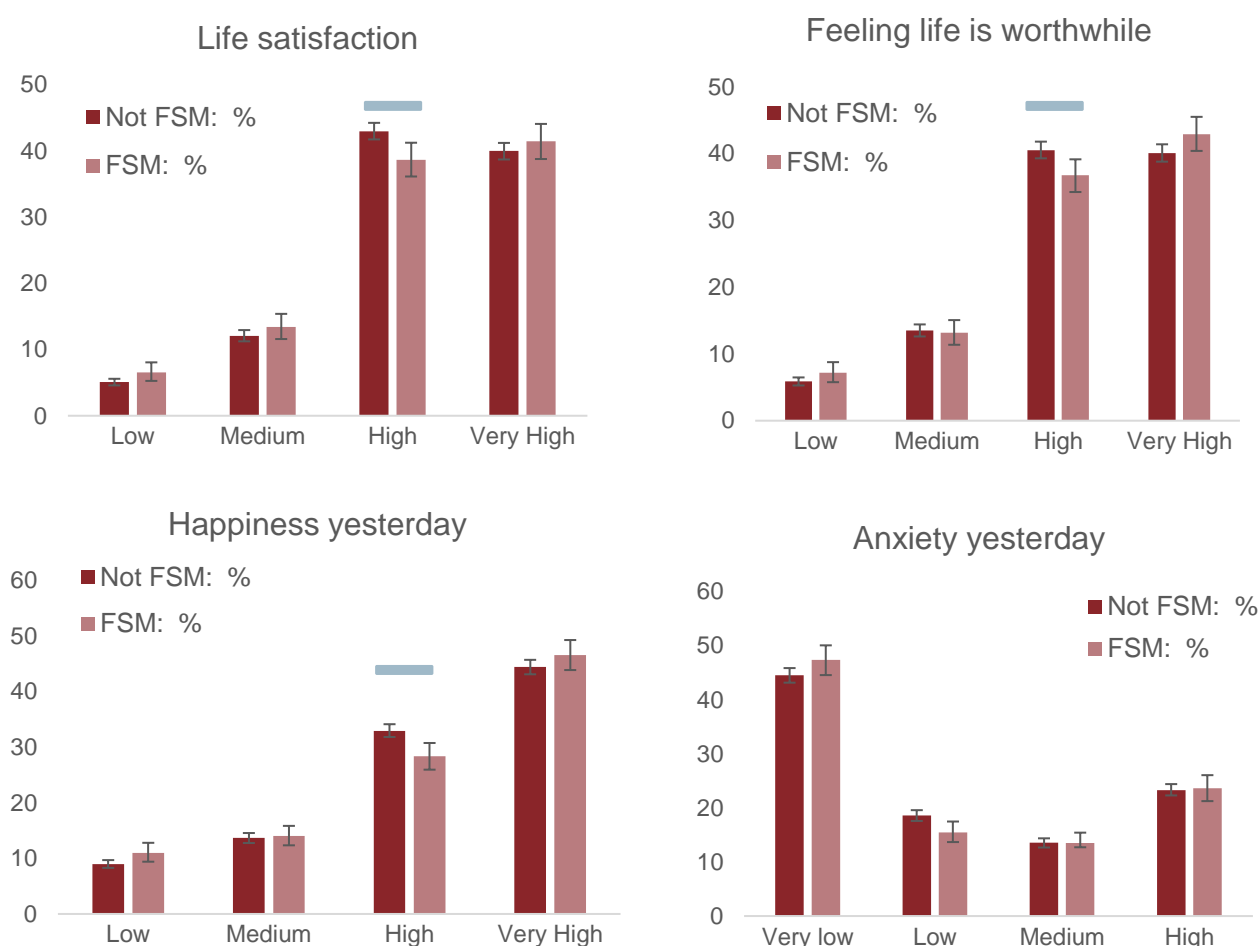 Life satisfaction
50
Not FSM: %
40
FSM: %
30
20
10
0
Low Medium High Very High
Feeling life is worthwhile
50
Not FSM: %
40
FSM: %
30
20
10
0
Low Medium High Very High
Happiness yesterday
60
Not FSM: %
50
FSM: %
40
30
20
10
0
Low Medium High Very High
Anxiety yesterday
60
Not FSM: %
50
FSM: %
40
30
20
10
0
Very low Low Medium High